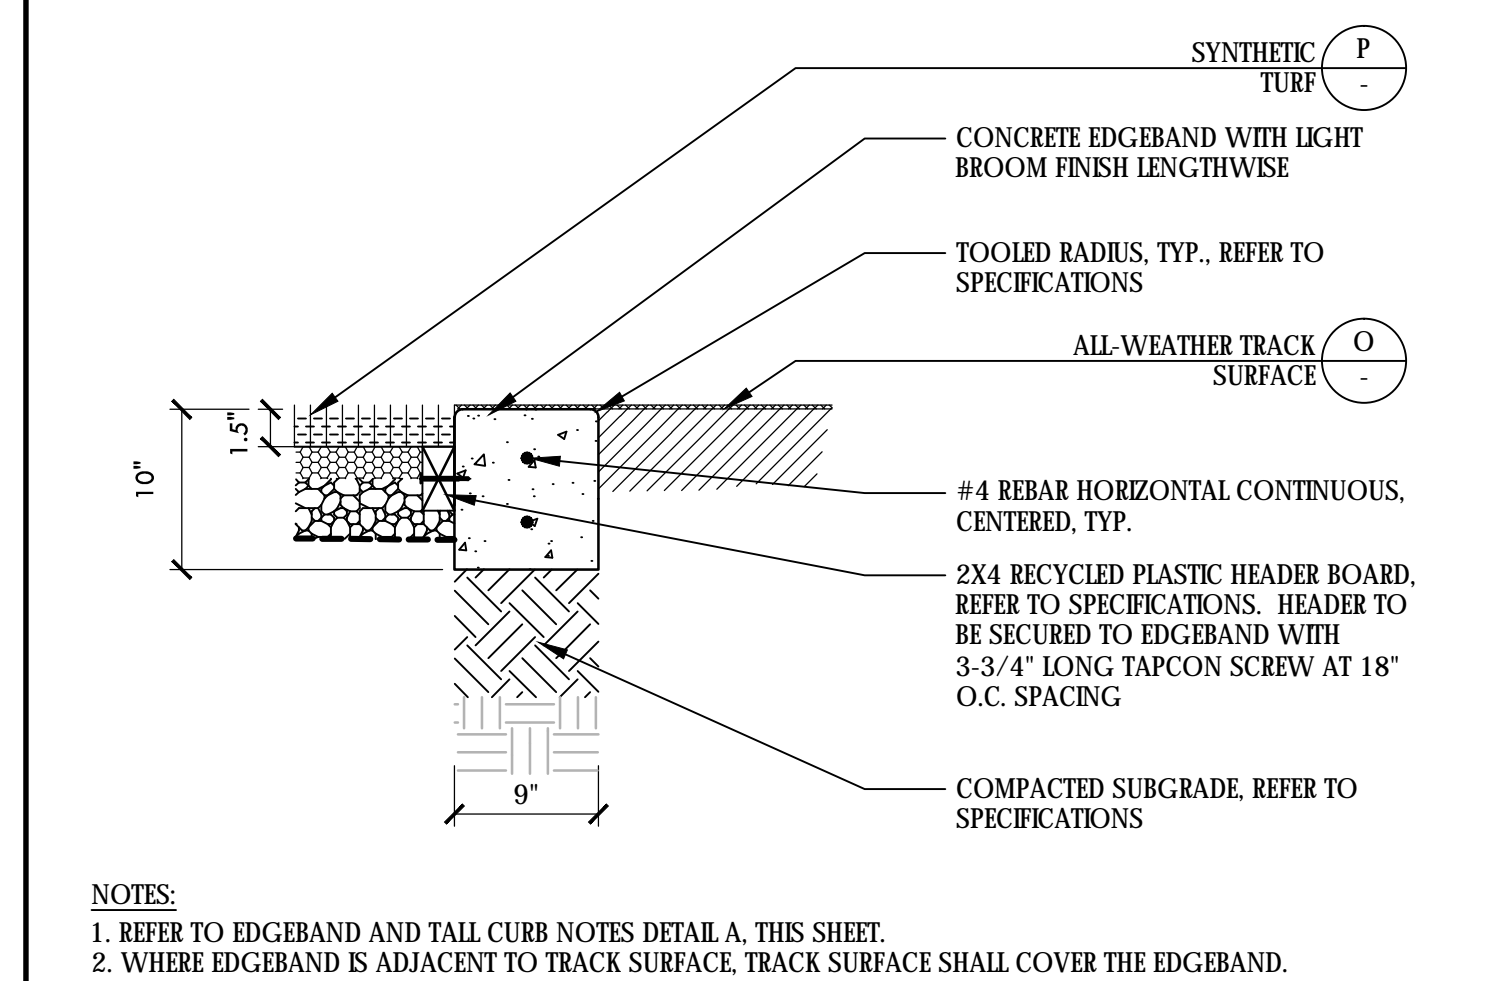 SYNTHETIC
TURF
P
-
CONCRETE EDGEBAND WITH LIGHT
BROOM FINISH LENGTHWISE
TOOLED RADIUS, TYP., REFER TO
SPECIFICATIONS
ALL-WEATHER TRACK
SURFACE
O
-
1.5"
10"
#4 REBAR HORIZONTAL CONTINUOUS,
CENTERED, TYP.
2X4 RECYCLED PLASTIC HEADER BOARD,
REFER TO SPECIFICATIONS. HEADER TO
BE SECURED TO EDGEBAND WITH
3-3/4" LONG TAPCON SCREW AT 18"
O.C. SPACING
COMPACTED SUBGRADE, REFER TO
SPECIFICATIONS
9"
NOTES:
1. REFER TO EDGEBAND AND TALL CURB NOTES DETAIL A, THIS SHEET.
2. WHERE EDGEBAND IS ADJACENT TO TRACK SURFACE, TRACK SURFACE SHALL COVER THE EDGEBAND.